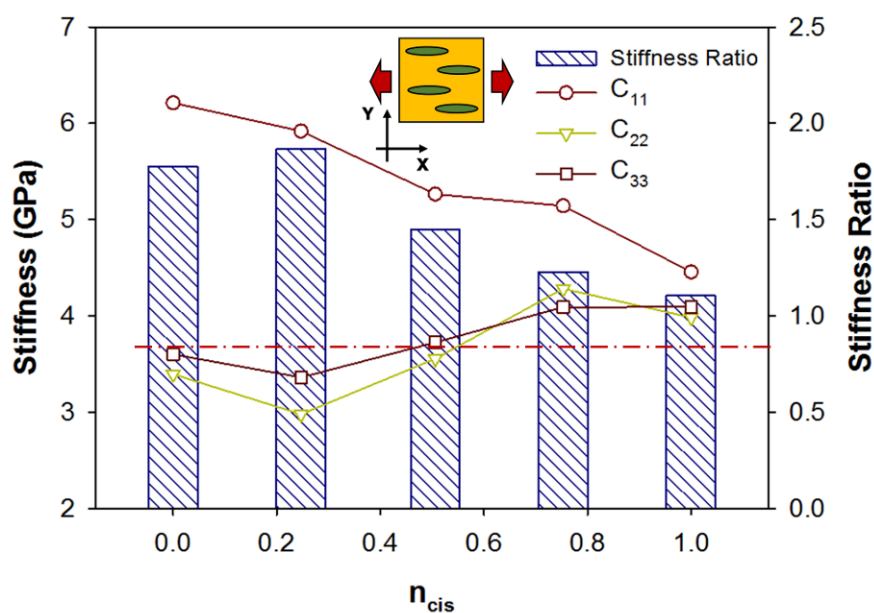 Stiffness Ratio
C11
C22
C33
Y
X
Stiffness (GPa)
7
6
5
4
3
2
Stiffness Ratio
2.5
2.0
1.5
1.0
0.5
0.0
0.0 0.2 0.4 0.6 0.8 1.0
ncis